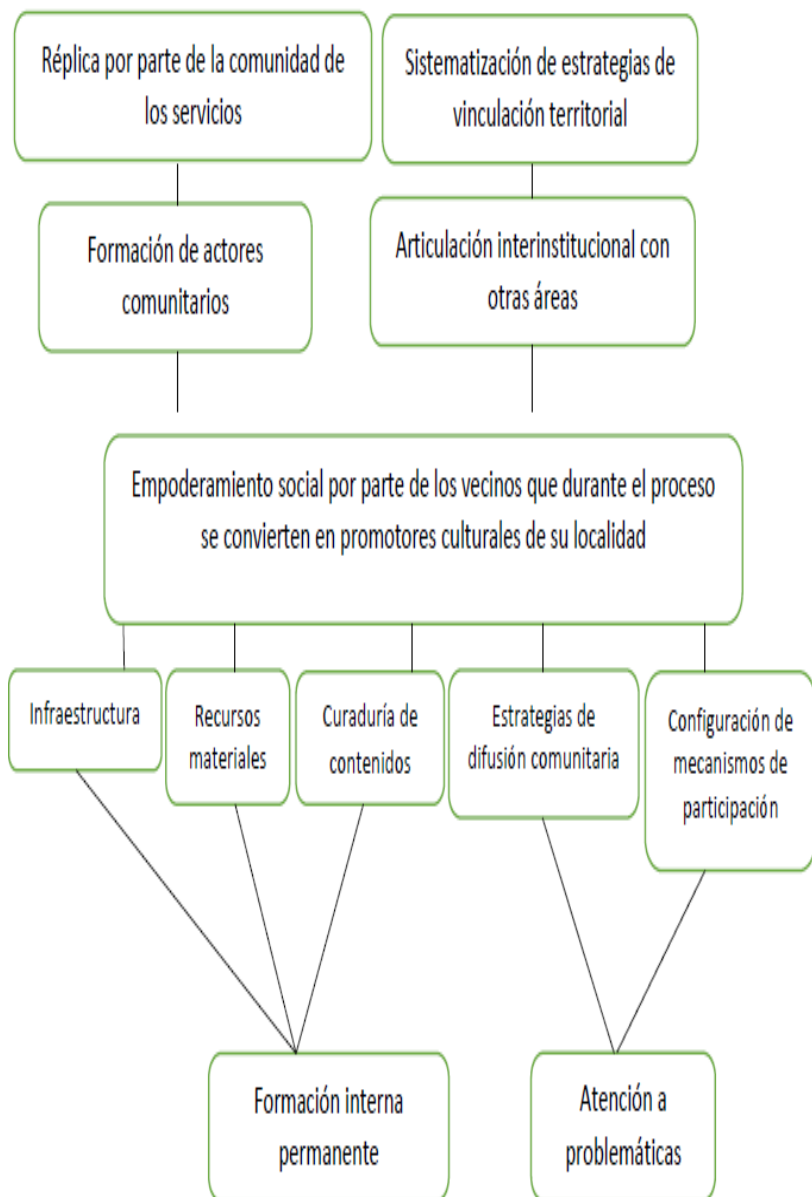 Réplica por parte de la comunidad de
los servicios
Sistematización de estrategias de
vinculación territorial
Formación de actores
comunitarios
Articulación interinstitucional con
otras áreas
Empoderamiento social por parte de los vecinos que durante el proceso
se convierten en promotores culturales de su localidad
Infraestructura
Recursos
materiales
Curaduría de
contenidos
Estrategias de
difusión comunitaria
Configuración de
mecanismos de
participación
Formación interna
permanente
Atención a
problemáticas